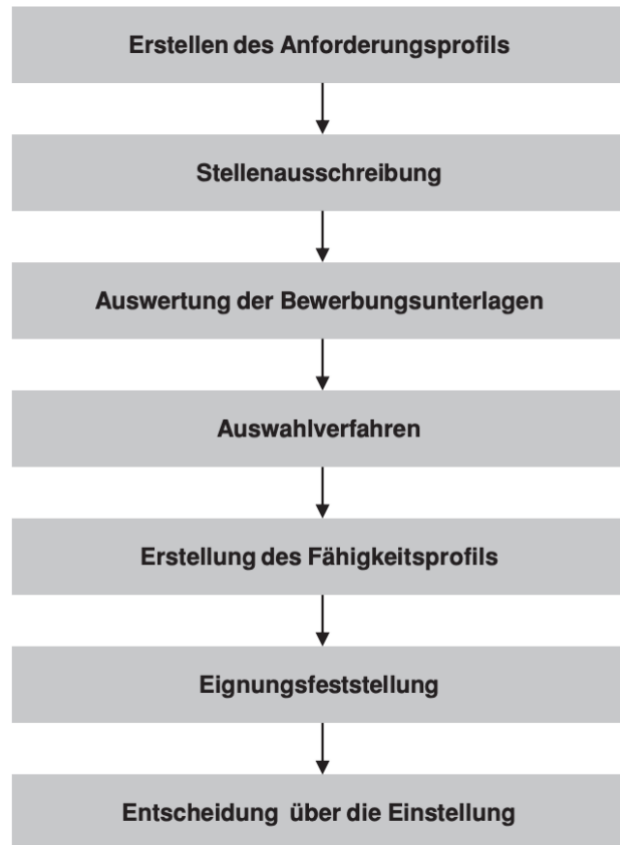 Erstellen des Anforderungsprofils
Stellenausschreibung
Auswertung der Bewerbungsunterlagen
Auswahlverfahren
Erstellung des Fähigkeitsprofils
Eignungsfeststellung
Entscheidung über die Einstellung